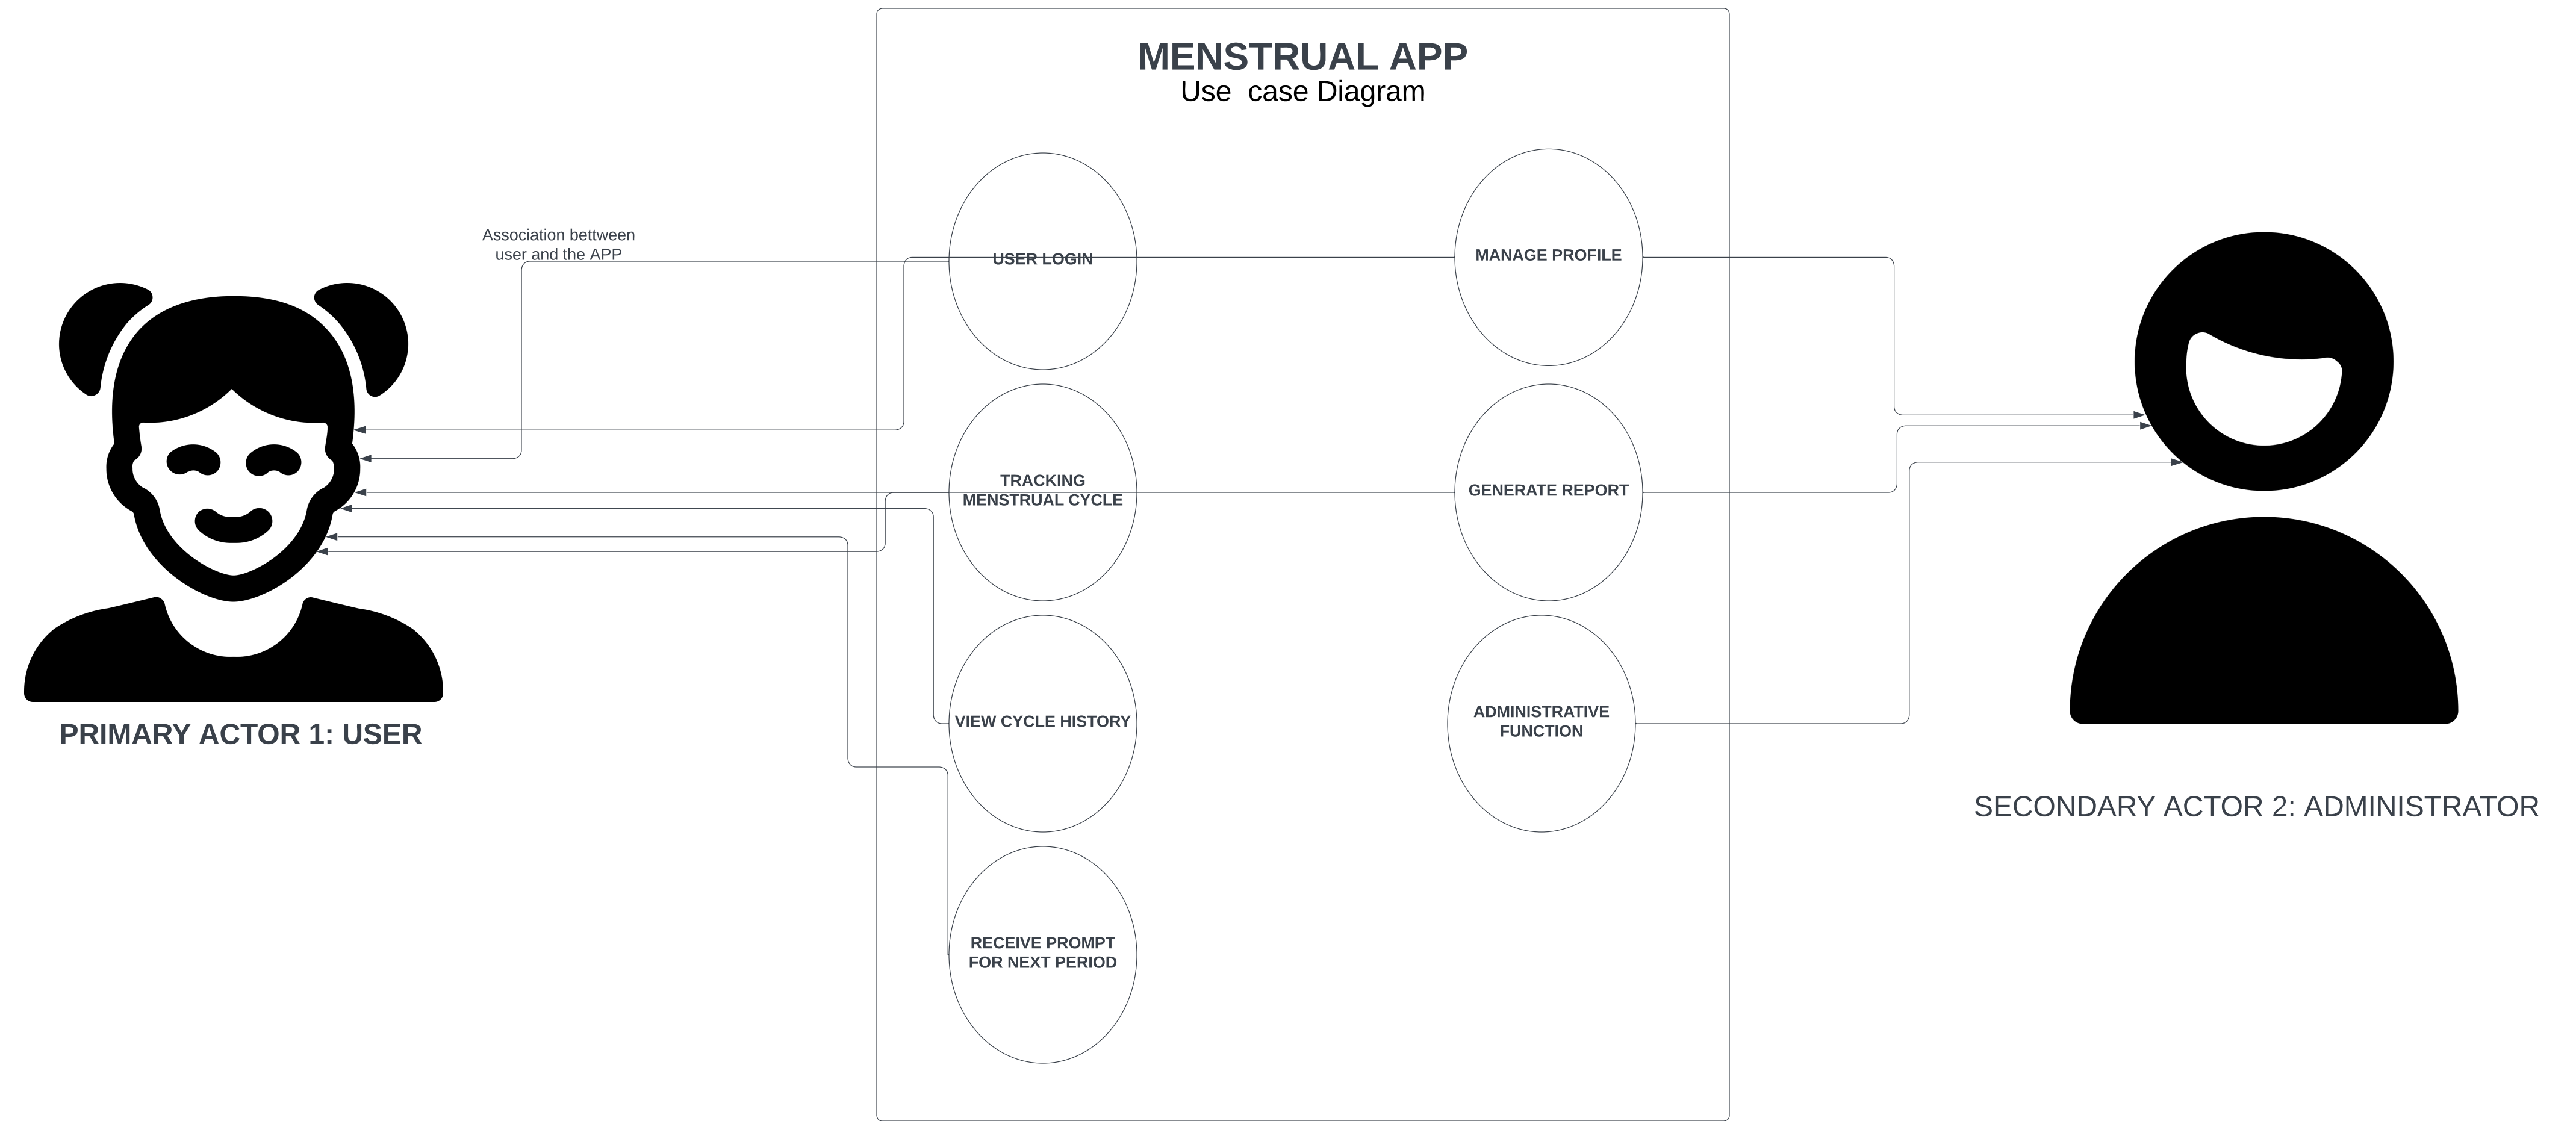 MENSTRUAL APP
Use case Diagram
Association bettween
user and the APP
USER LOGIN
MANAGE PROFILE
TRACKING
MENSTRUAL CYCLE
GENERATE REPORT
VIEW CYCLE HISTORY
ADMINISTRATIVE
FUNCTION
RECEIVE PROMPT
FOR NEXT PERIOD
PRIMARY ACTOR 1: USER
SECONDARY ACTOR 2: ADMINISTRATOR